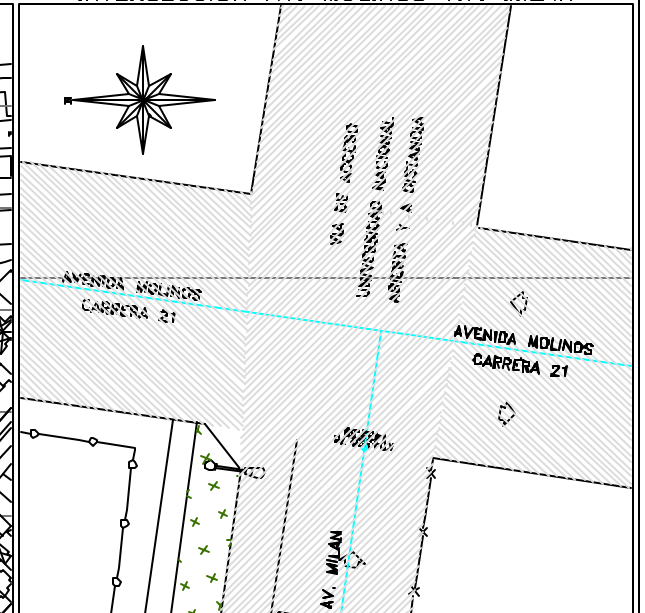 VIA DE ACCESO
UNIVERSIDAD NACIONAL
ABIERTA Y A DISTANCIA
AVENIDA MOLINOS
CARRERA 21
AVENIDA MOLINOS
CARRERA 21
AV. MILAN